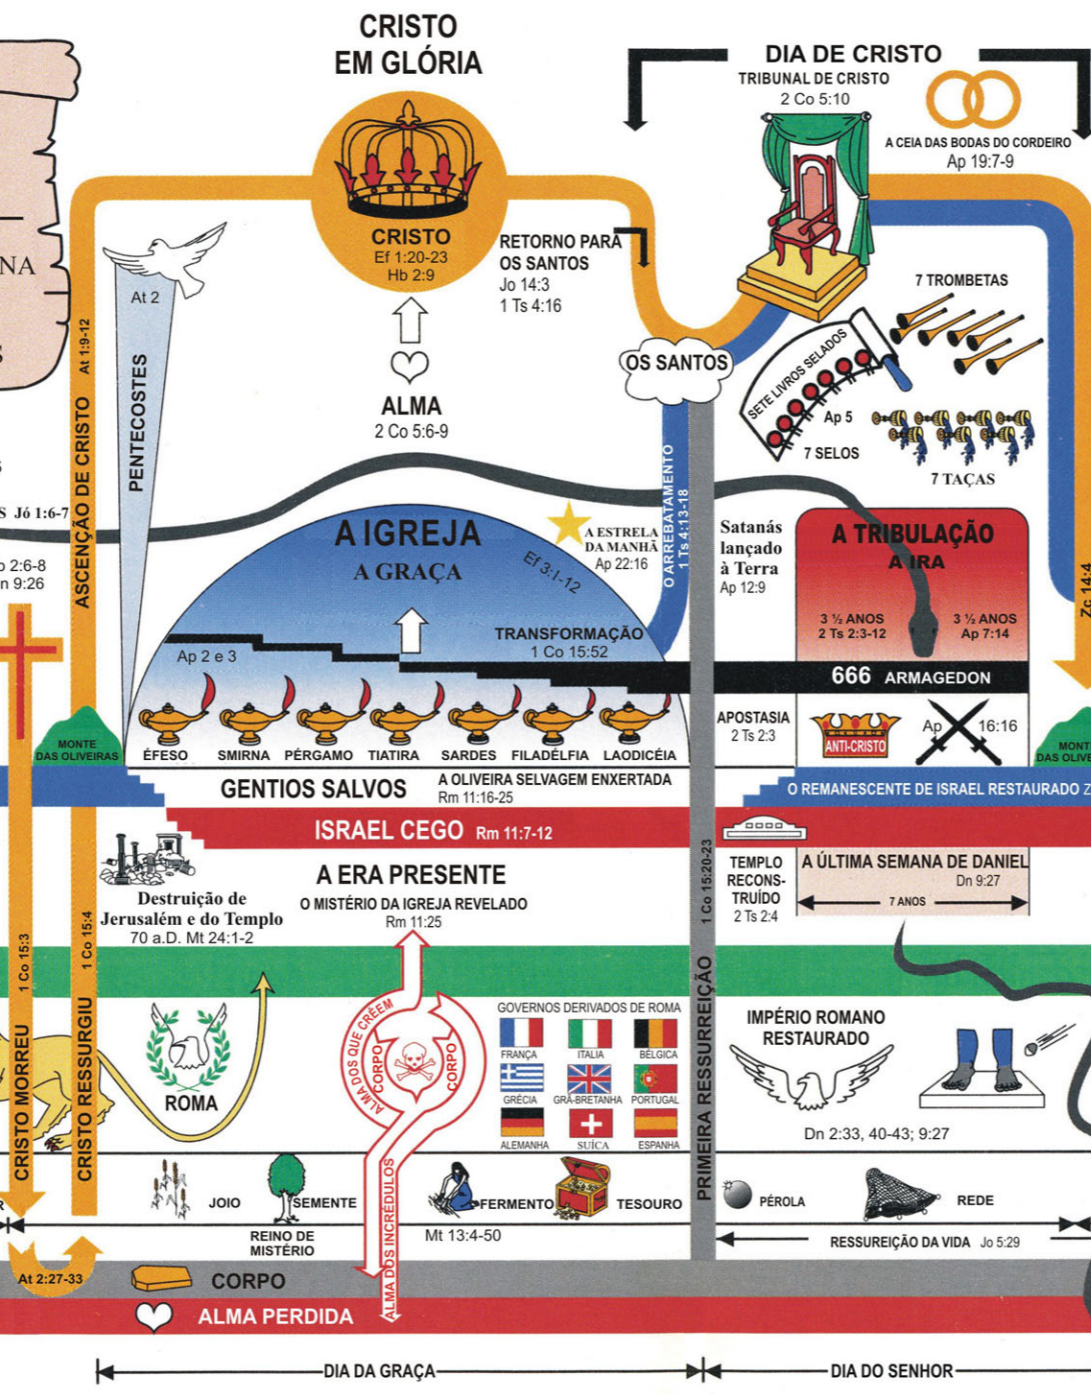 CRISTO
EM GLÓRIA
DIA DE CRISTO
TRIBUNAL DE CRISTO
2 Co 5:10
A CEIA DAS BODAS DO CORDEIRO
Ap 19:7-9
CRISTO
Ef 1:20-23
Hb 2:9
RETORNO PARA
OS SANTOS
Jo 14:3
1 Ts 4:16
NA
S
At 2
PENTECOSTES
ASCENÇÃO DE CRISTO At 1:9-12
ALMA
2 Co 5:6-9
OS SANTOS
7 TROMBETAS
SETE LIVROS SELADOS
Ap 5
7 SELOS
7 TAÇAS
S Jó 1:6-7
2:6-8
n 9:26
A IGREJA
A GRAÇA
Ef 3:1-12
A ESTRELA
DA MANHÃ
Ap 22:16
O ARREBATAMENTO
1 Ts 4:13-18
Satanás
lançado
à Terra
Ap 12:9
A TRIBULAÇÃO
A IRA
3 ½ ANOS
2 Ts 2:3-12
3 ½ ANOS
Ap 7:14
Zc 14:4
TRANSFORMAÇÃO
1 Co 15:52
Ap 2 e 3
666 ARMAGEDON
APOSTASIA
2 Ts 2:3
ANTI-CRISTO
Ap 16:16
MONTE
DAS OLIVEIRAS
ÉFESO SMIRNA PÉRGAMO TIATIRA SARDES FILADÉLFIA LAODICÉIA
MONT
DAS OLIVE
GENTIOS SALVOS
A OLIVEIRA SELVAGEM ENXERTADA
Rm 11:16-25
O REMANESCENTE DE ISRAEL RESTAURADO Z
ISRAEL CEGO Rm 11:7-12
Destruição de
Jerusalém e do Templo
70 a.D. Mt 24:1-2
A ERA PRESENTE
O MISTÉRIO DA IGREJA REVELADO
Rm 11:25
TEMPLO
RECONS-
TRUÍDO
2 Ts 2:4
A ÚLTIMA SEMANA DE DANIEL
Dn 9:27
7 ANOS
CRISTO MORREU 1 Co 15:3
CRISTO RESSURGIU 1 Co 15:4
PRIMEIRA RESSURREIÇÃO 1 Co 15:20-23
ROMA
ALMA DOS QUE CRÊEM
CORPO
CORPO
ALMA DOS INCRÉDULOS
GOVERNOS DERIVADOS DE ROMA
FRANÇA ITALIA BÉLGICA
GRÉCIA GRÃ-BRETANHA PORTUGAL
ALEMANHA SUÍCA ESPANHA
IMPÉRIO ROMANO
RESTAURADO
Dn 2:33, 40-43; 9:27
JOIO
SEMENTE
FERMENTO
TESOURO
PÉROLA
REDE
R
REINO DE
MISTÉRIO
Mt 13:4-50
RESSUREIÇÃO DA VIDA Jo 5:29
At 2:27-33
CORPO
ALMA PERDIDA
DIA DA GRAÇA
DIA DO SENHOR